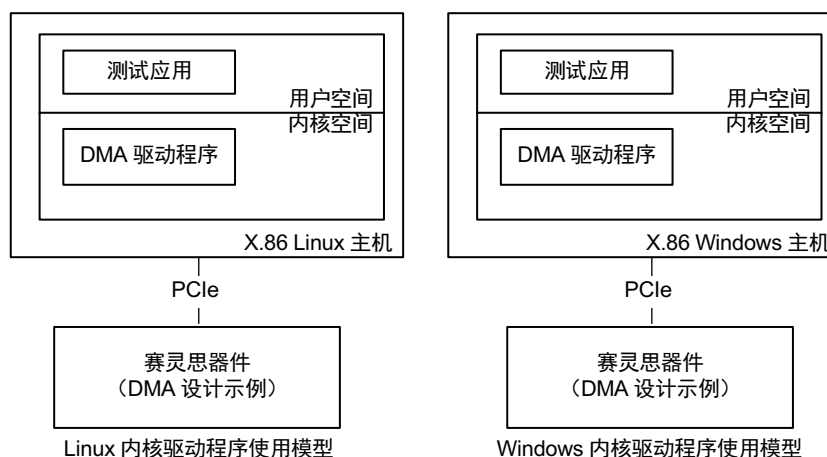 测试应用
用户空间
内核空间
DMA 驱动程序
X.86 Linux 主机
PCIe
赛灵思器件
（DMA 设计示例）
Linux 内核驱动程序使用模型
测试应用
用户空间
内核空间
DMA 驱动程序
X.86 Windows 主机
PCIe
赛灵思器件
（DMA 设计示例）
Windows 内核驱动程序使用模型